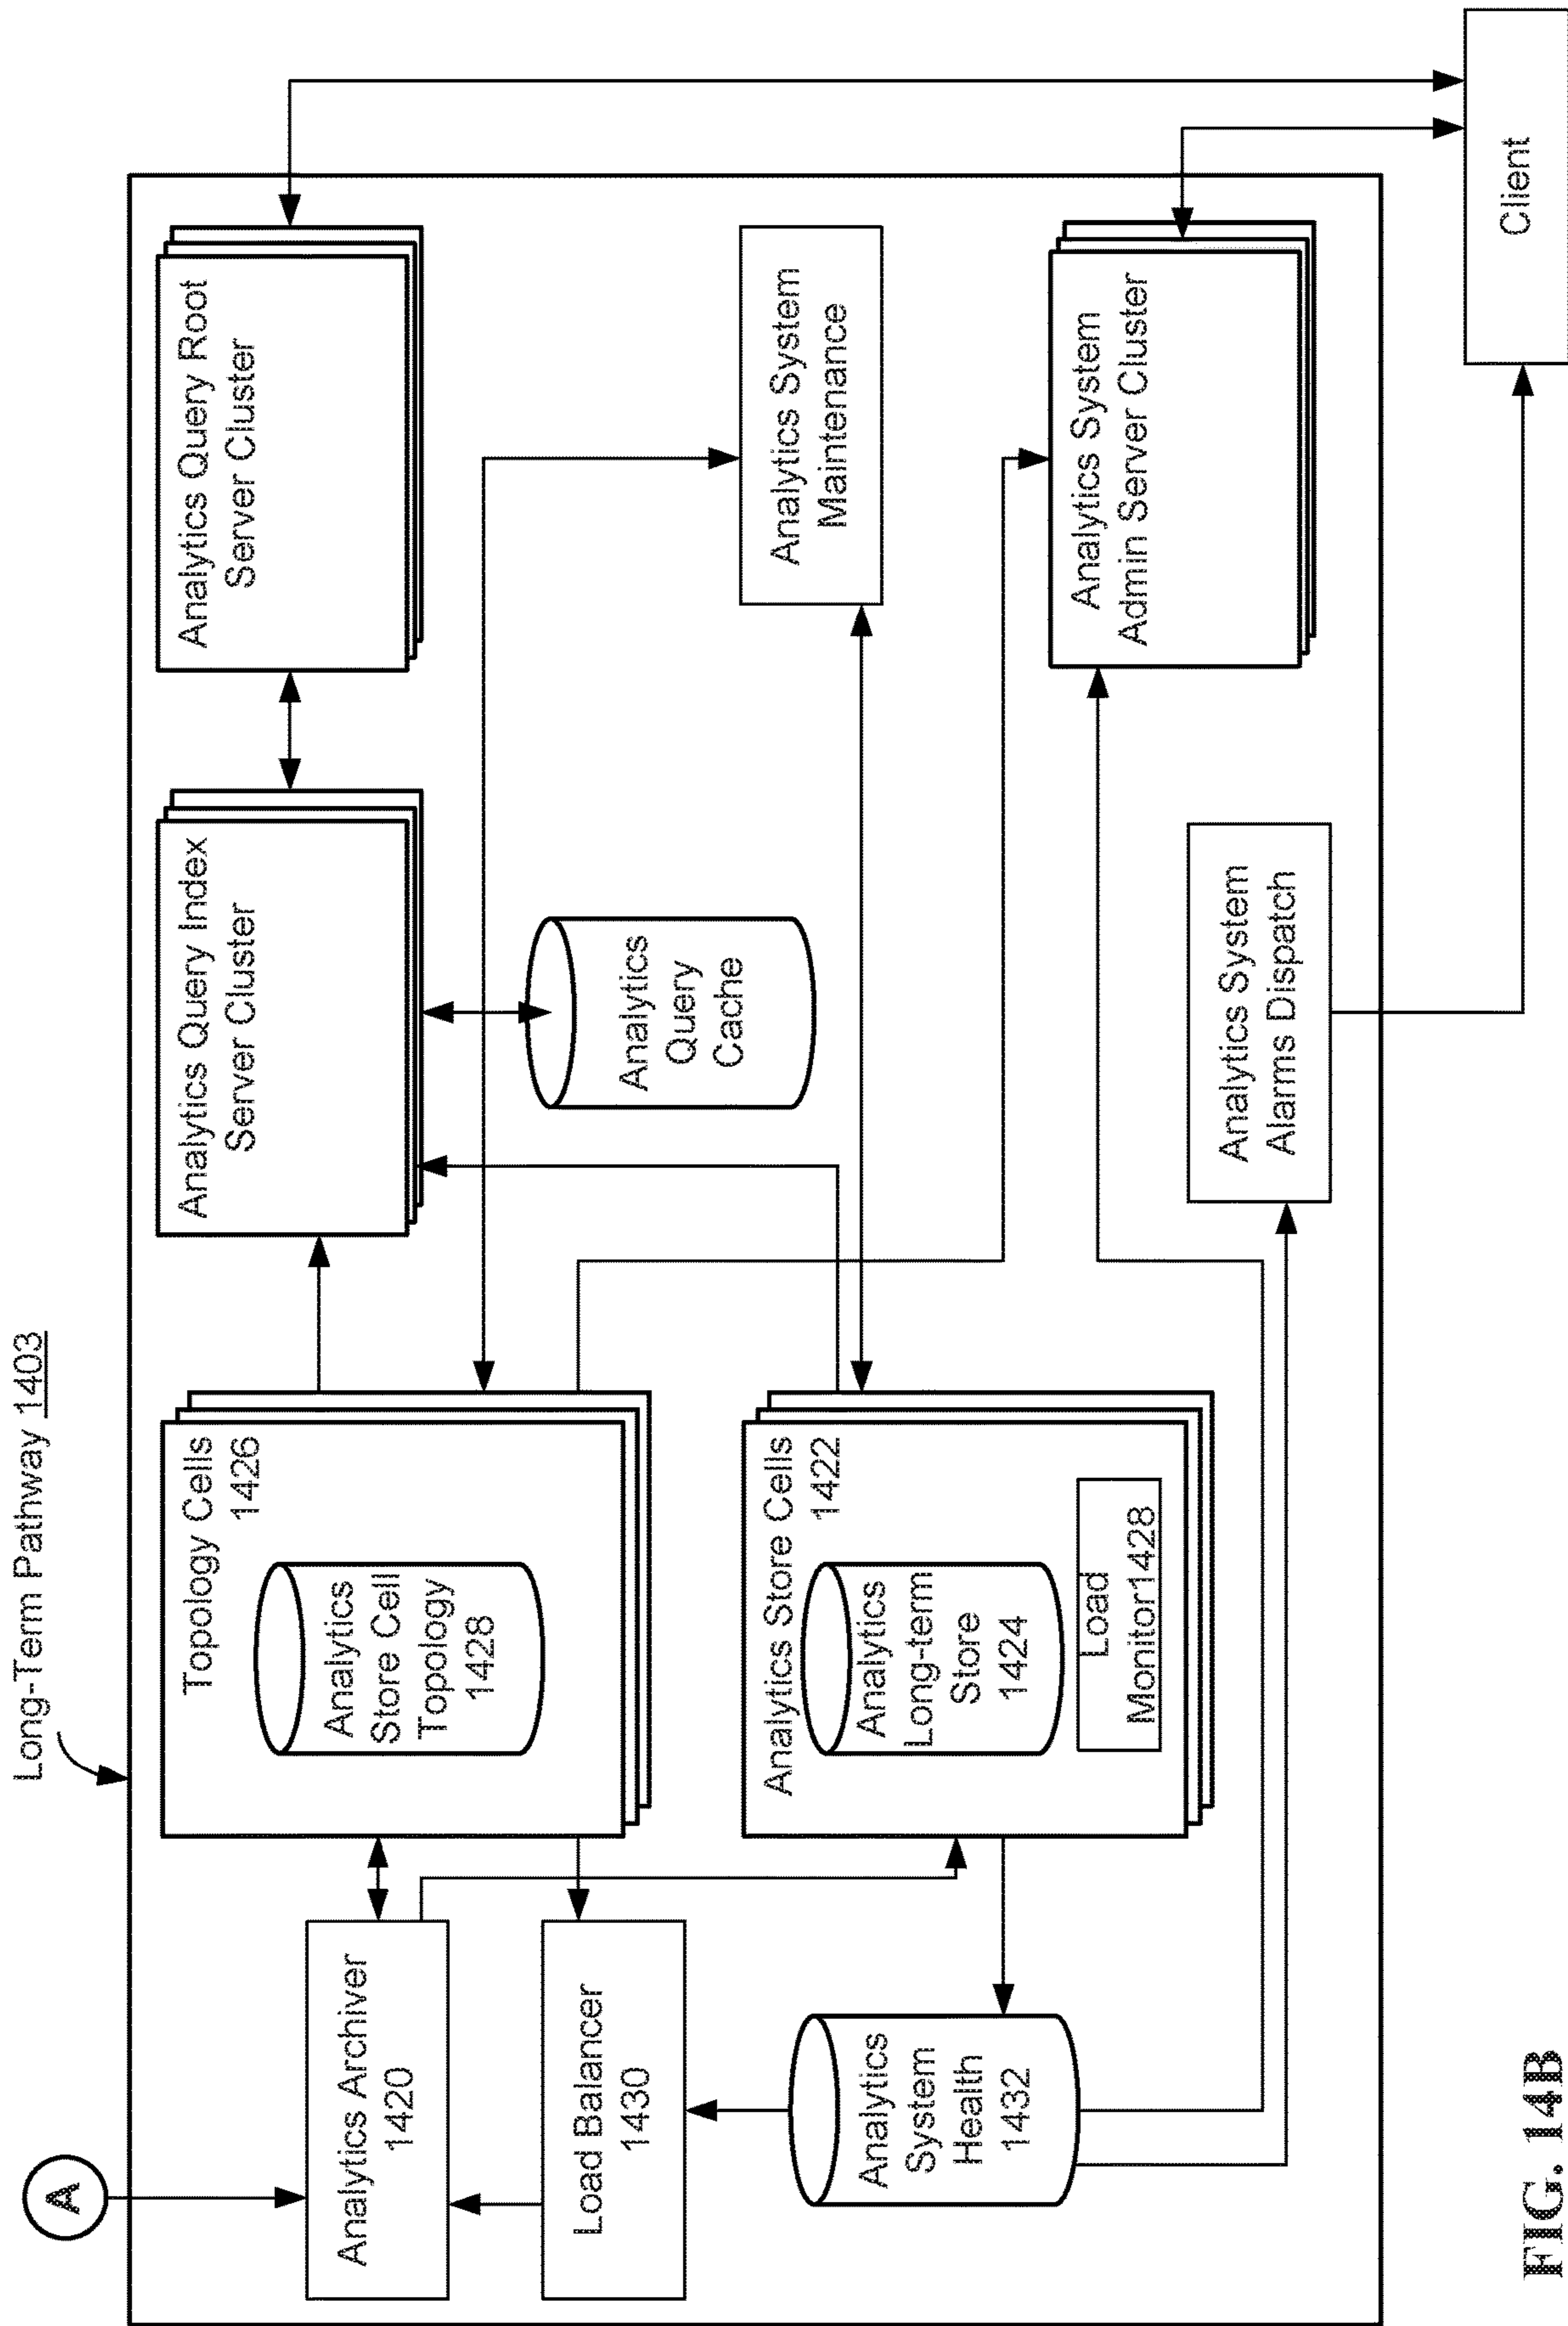 Long-Term Pathway 1403
A
Analytics Archiver
1420
Load Balancer
1430
Analytics
System
Health
1432
Topology Cells
1426
Analytics
Store Cell
Topology
1428
Analytics Store Cells
1422
Analytics
Long-term
Store
1424
Load
Monitor1428
Analytics Query Index
Server Cluster
Analytics
Query
Cache
Analytics System
Alarms Dispatch
Analytics Query Root
Server Cluster
Analytics System
Maintenance
Analytics System
Admin Server Cluster
Client
FIG. 14B